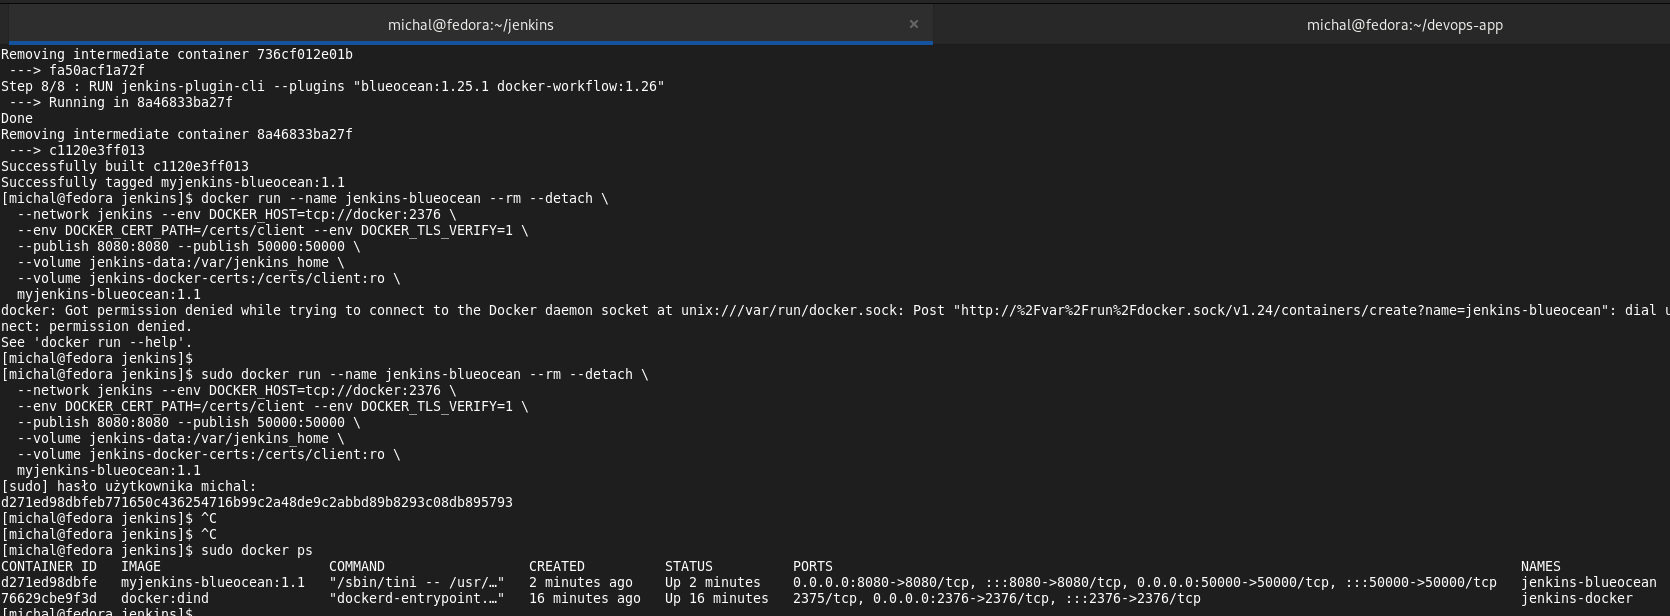 michal@fedora:~/jenkins
michal@fedora:~/devops-app
Removing intermediate container 736cf012e01b
 ---> fa50acf1a72f
Step 8/8 : RUN jenkins-plugin-cli --plugins "blueocean:1.25.1 docker-workflow:1.26"
 ---> Running in 8a46833ba27f
Done
Removing intermediate container 8a46833ba27f
 ---> c1120e3ff013
Successfully built c1120e3ff013
Successfully tagged myjenkins-blueocean:1.1
[michal@fedora jenkins]$ docker run --name jenkins-blueocean --rm --detach \
  --network jenkins --env DOCKER_HOST=tcp://docker:2376 \
  --env DOCKER_CERT_PATH=/certs/client --env DOCKER_TLS_VERIFY=1 \
  --publish 8080:8080 --publish 50000:50000 \
  --volume jenkins-data:/var/jenkins_home \
  --volume jenkins-docker-certs:/certs/client:ro \
  myjenkins-blueocean:1.1
docker: Got permission denied while trying to connect to the Docker daemon socket at unix:///var/run/docker.sock: Post "http://%2Fvar%2Frun%2Fdocker.sock/v1.24/containers/create?name=jenkins-blueocean": dial u
nect: permission denied.
See 'docker run --help'.
[michal@fedora jenkins]$
[michal@fedora jenkins]$ sudo docker run --name jenkins-blueocean --rm --detach \
  --network jenkins --env DOCKER_HOST=tcp://docker:2376 \
  --env DOCKER_CERT_PATH=/certs/client --env DOCKER_TLS_VERIFY=1 \
  --publish 8080:8080 --publish 50000:50000 \
  --volume jenkins-data:/var/jenkins_home \
  --volume jenkins-docker-certs:/certs/client:ro \
  myjenkins-blueocean:1.1
[sudo] hasło użytkownika michal:
d271ed98dbfeb771650c436254716b99c2a48de9c2abbd89b8293c08db895793
[michal@fedora jenkins]$ ^C
[michal@fedora jenkins]$ ^C
[michal@fedora jenkins]$ sudo docker ps
CONTAINER ID   IMAGE                     COMMAND                  CREATED          STATUS          PORTS                                                                                      NAMES
d271ed98dbfe   myjenkins-blueocean:1.1   "/sbin/tini -- /usr/…"   2 minutes ago    Up 2 minutes    0.0.0.0:8080->8080/tcp, :::8080->8080/tcp, 0.0.0.0:50000->50000/tcp, :::50000->50000/tcp   jenkins-blueocean
76629cbe9f3d   docker:dind               "dockerd-entrypoint.…"   16 minutes ago   Up 16 minutes   2375/tcp, 0.0.0.0:2376->2376/tcp, :::2376->2376/tcp                                        jenkins-docker
[michal@fedora jenkins]$